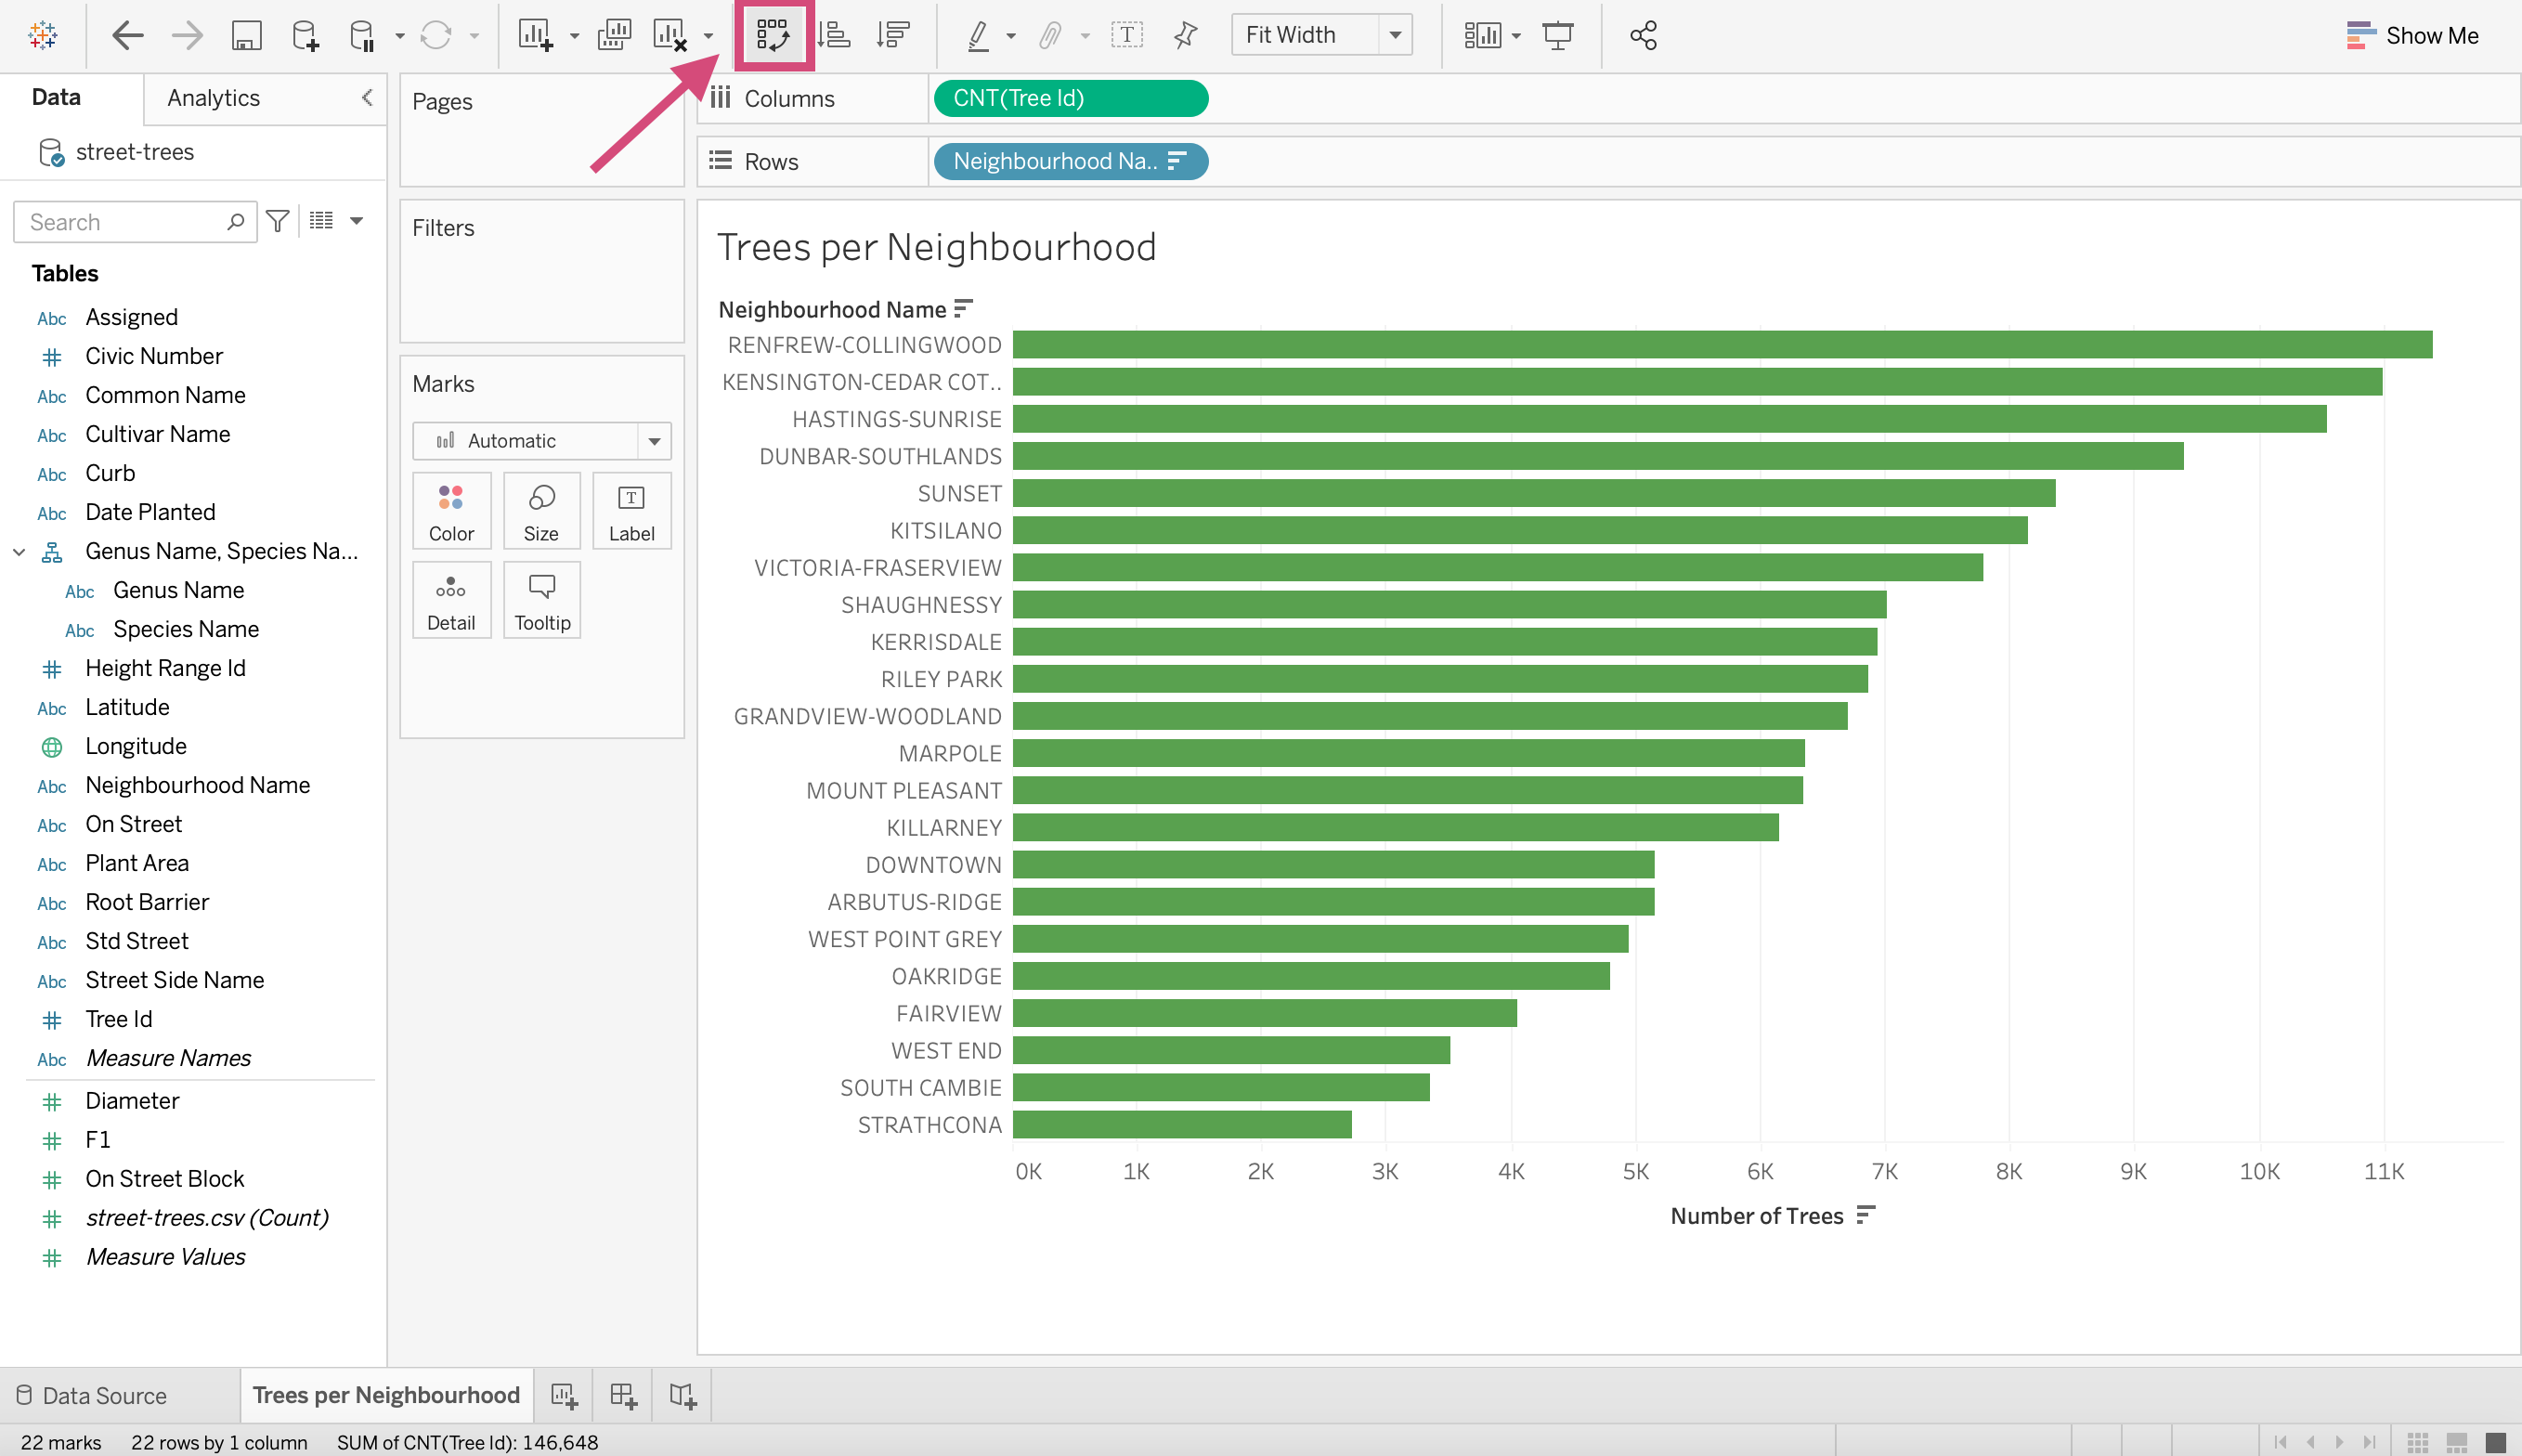 Fit Width
Show Me
Data
Analytics
street-trees
Search
Tables
Abc Assigned
Civic Number
Abc Common Name
Abc Cultivar Name
Abc Curb
Abc Date Planted
Genus Name, Species Na...
Abc Genus Name
Abc Species Name
Height Range Id
Abc Latitude
Longitude
Abc Neighbourhood Name
Abc On Street
Abc Plant Area
Abc Root Barrier
Abc Std Street
Abc Street Side Name
Tree Id
Abc Measure Names
Diameter
F1
On Street Block
street-trees.csv (Count)
Measure Values
Pages
Filters
Marks
Automatic
Color Size Label
Detail Tooltip
Columns CNT(Tree Id)
Rows Neighbourhood Na..
Trees per Neighbourhood
Neighbourhood Name
RENFREW-COLLINGWOOD
KENSINGTON-CEDAR COT..
HASTINGS-SUNRISE
DUNBAR-SOUTHLANDS
SUNSET
KITSILANO
VICTORIA-FRASERVIEW
SHAUGHNESSY
KERRISDALE
RILEY PARK
GRANDVIEW-WOODLAND
MARPOLE
MOUNT PLEASANT
KILLARNEY
DOWNTOWN
ARBUTUS-RIDGE
WEST POINT GREY
OAKRIDGE
FAIRVIEW
WEST END
SOUTH CAMBIE
STRATHCONA
0K 1K 2K 3K 4K 5K 6K 7K 8K 9K 10K 11K
Number of Trees
Data Source
Trees per Neighbourhood
22 marks 22 rows by 1 column SUM of CNT(Tree Id): 146,648